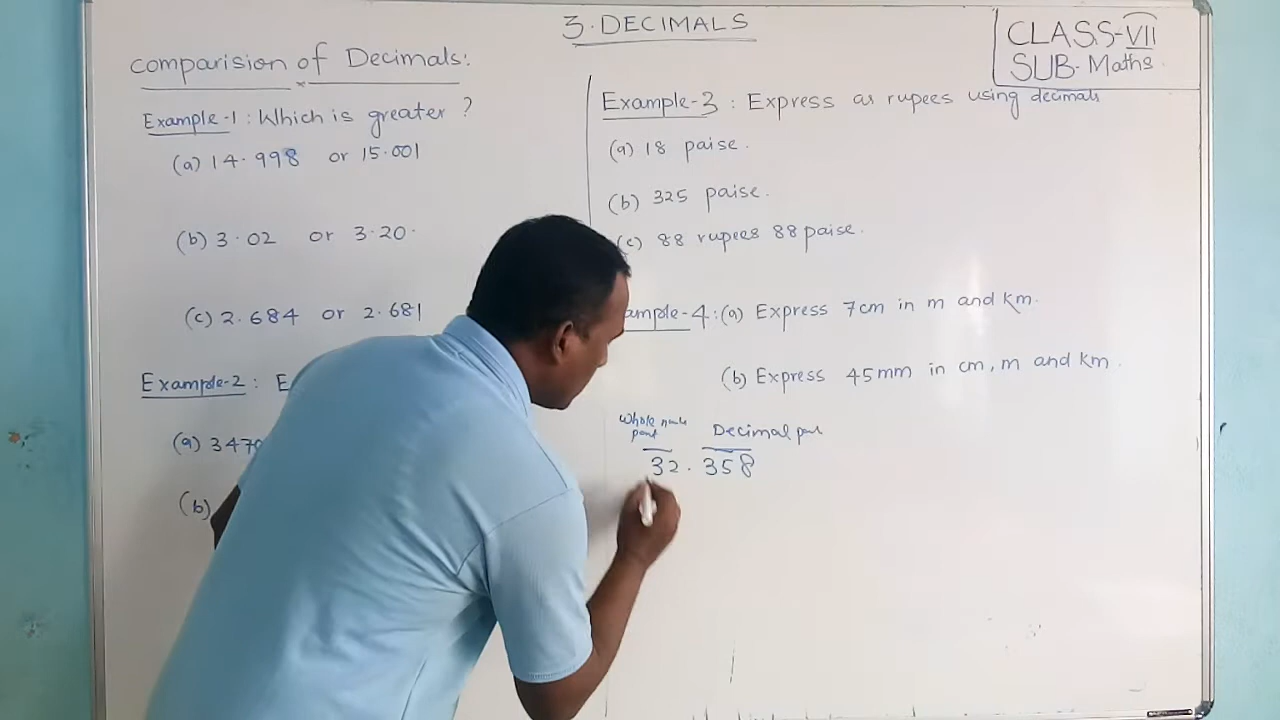 3. DECIMALS
CLASS-VII
SUB- Maths.
comparision of Decimals:
Example-1 : Which is greater ?
(a) 14.998 or 15.001
(b) 3.02 or 3.20.
(c) 2.684 or 2.681
Example-2 : E
(a) 3470
(b)
Example-3 : Express as rupees using decimals
(a) 18 paise.
(b) 325 paise.
(c) 88 rupees 88 paise.
ample-4 : (a) Express 7cm in m and km.
(b) Express 45mm in cm, m and km.
Whole
part Decimal part
32.358